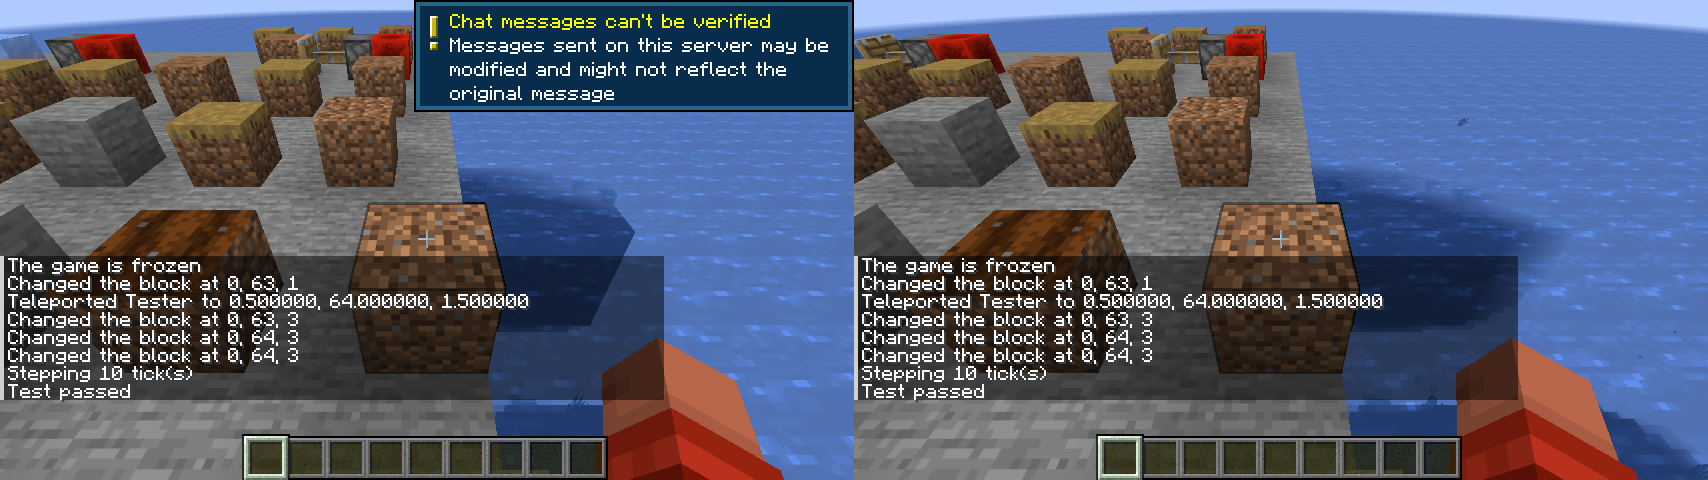 Chat messages can't be verified
Messages sent on this server may be
modified and might not reflect the
original message
The game is frozen
Changed the block at 0, 63, 1
Teleported Tester to 0.500000, 64.000000, 1.500000
Changed the block at 0, 63, 3
Changed the block at 0, 64, 3
Changed the block at 0, 64, 3
Stepping 10 tick(s)
Test passed
The game is frozen
Changed the block at 0, 63, 1
Teleported Tester to 0.500000, 64.000000, 1.500000
Changed the block at 0, 63, 3
Changed the block at 0, 64, 3
Changed the block at 0, 64, 3
Stepping 10 tick(s)
Test passed